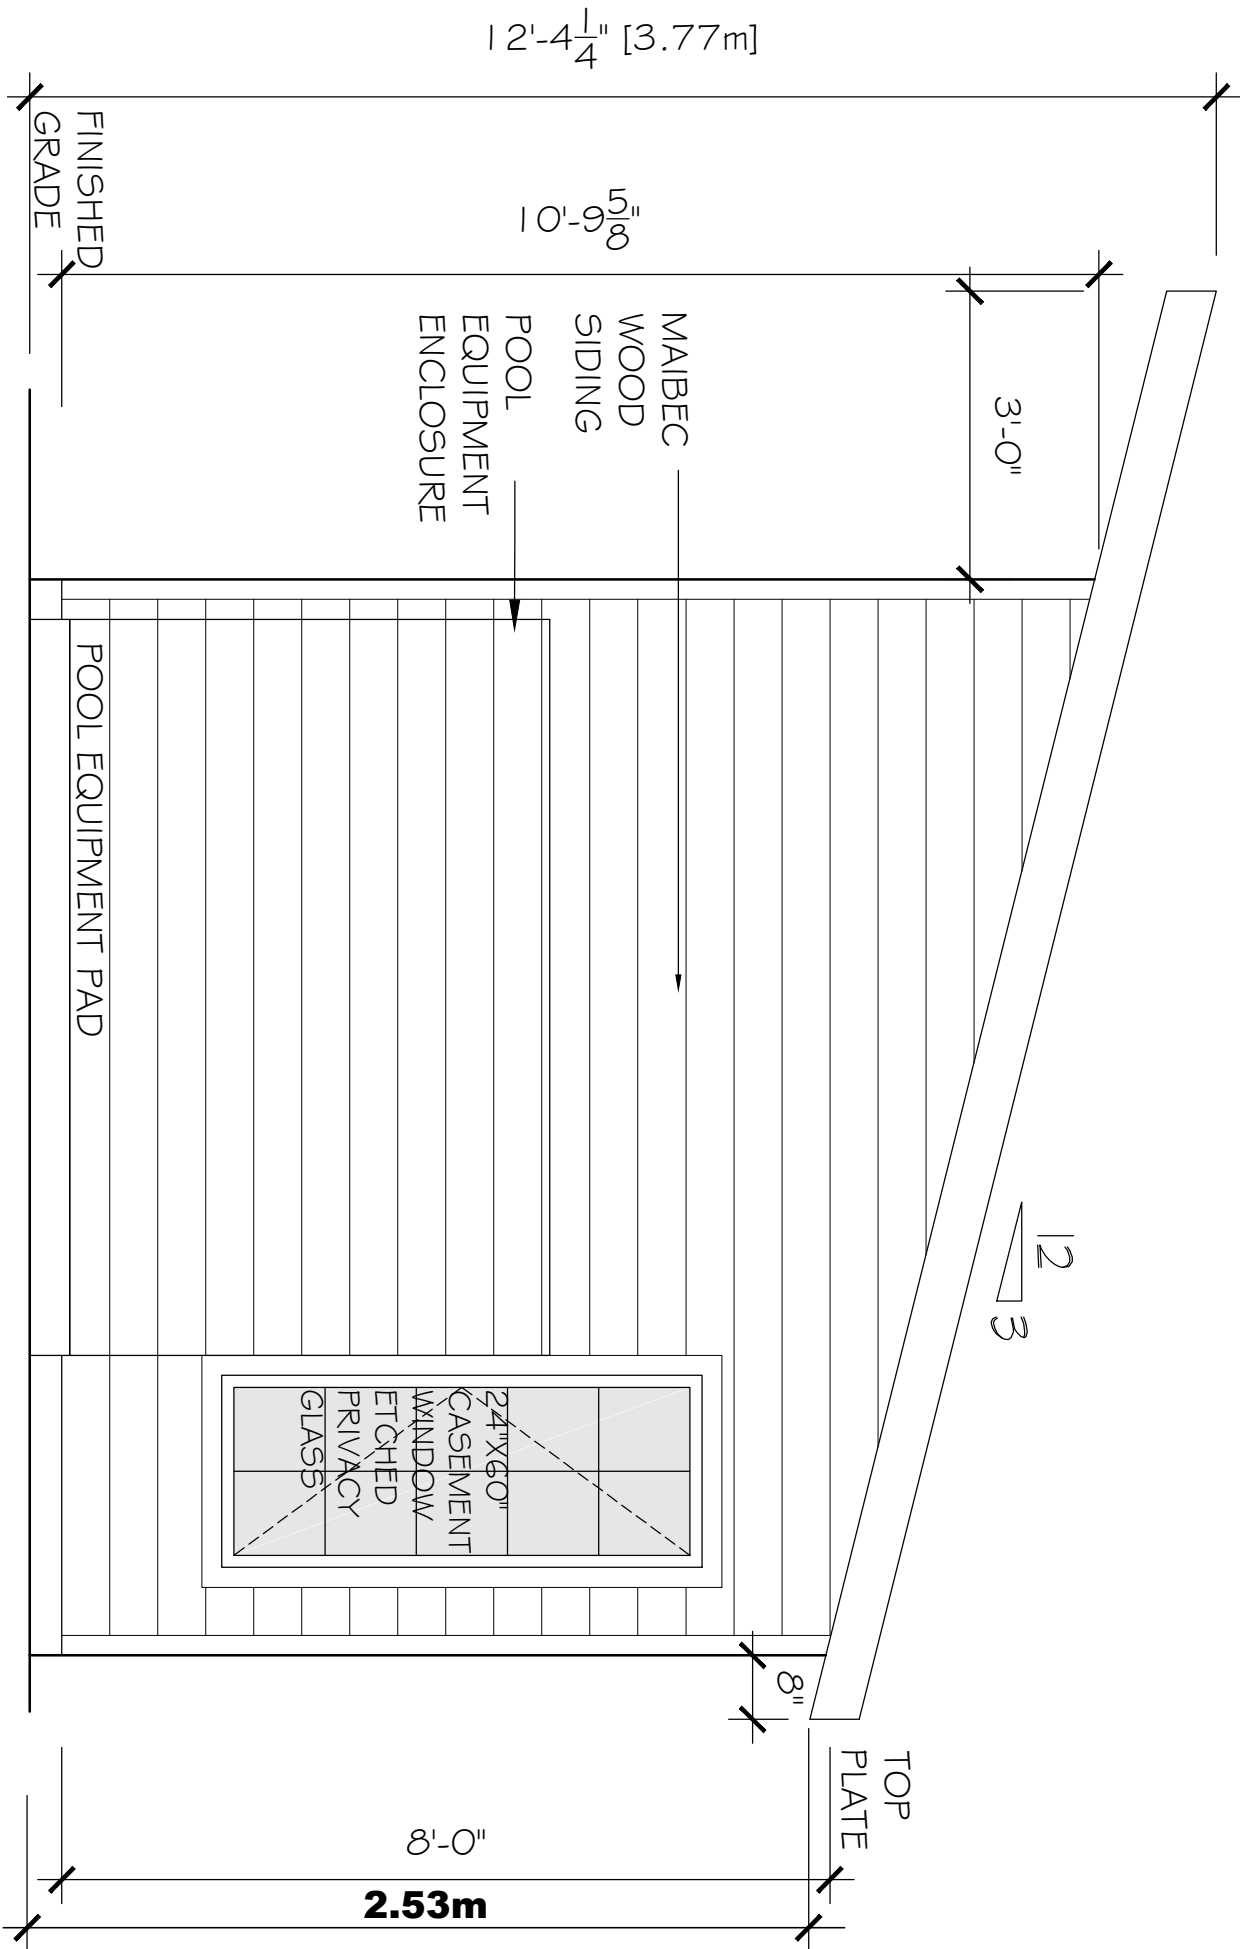 12'-4 1/4" [3.77m]
FINISHED
GRADE
10'-9 5/8"
3'-0"
MAIBEC
WOOD
SIDING
POOL
EQUIPMENT
ENCLOSURE
POOL EQUIPMENT PAD
12
3
24"X60"
CASEMENT
WINDOW
ETCHED
PRIVACY
GLASS
8"
TOP
PLATE
8'-0"
2.53m